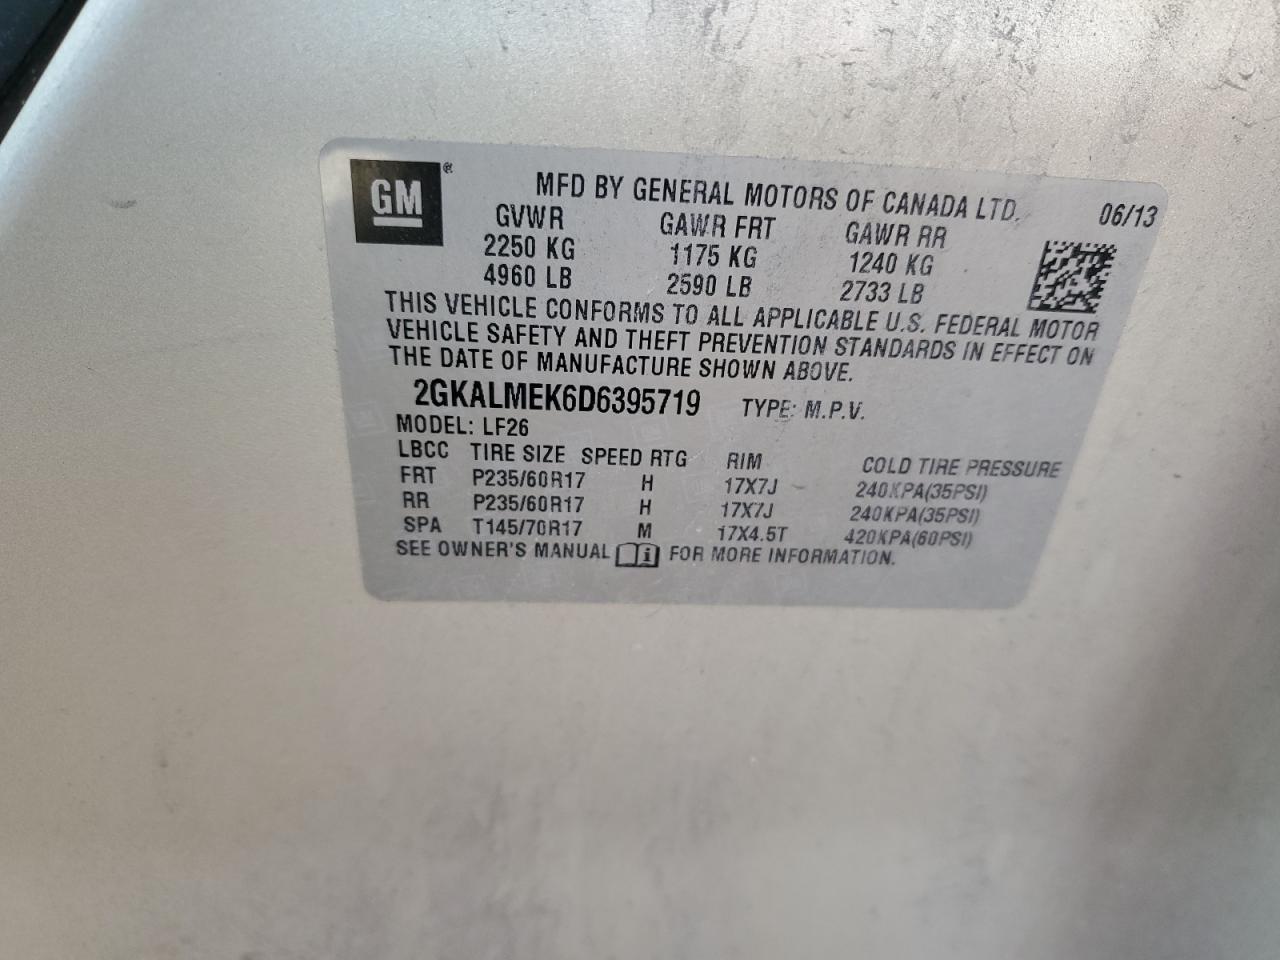 GM ®
MFD BY GENERAL MOTORS OF CANADA LTD. 06/13
GVWR GAWR FRT GAWR RR
2250 KG 1175 KG 1240 KG
4960 LB 2590 LB 2733 LB
THIS VEHICLE CONFORMS TO ALL APPLICABLE U.S. FEDERAL MOTOR
VEHICLE SAFETY AND THEFT PREVENTION STANDARDS IN EFFECT ON
THE DATE OF MANUFACTURE SHOWN ABOVE.
2GKALMEK6D6395719 TYPE: M.P.V.
MODEL: LF26
LBCC TIRE SIZE SPEED RTG RIM COLD TIRE PRESSURE
FRT P235/60R17 H 17X7J 240KPA(35PSI)
RR P235/60R17 H 17X7J 240KPA(35PSI)
SPA T145/70R17 M 17X4.5T 420KPA(60PSI)
SEE OWNER'S MANUAL i FOR MORE INFORMATION.